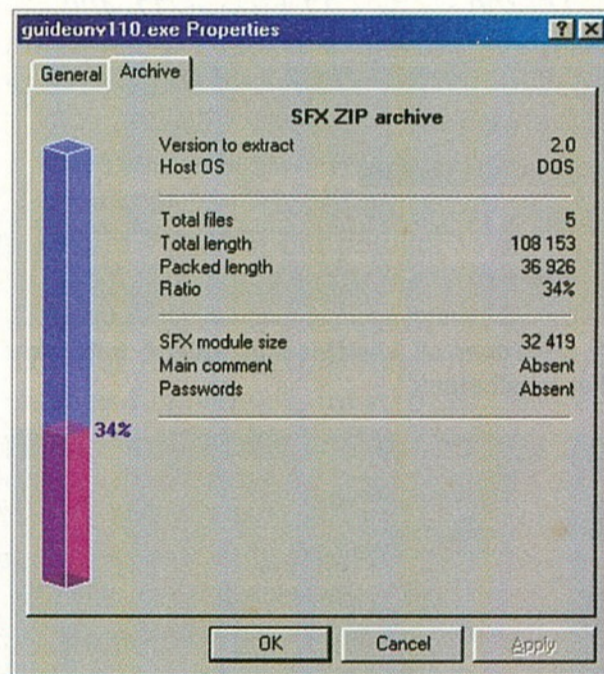 guideonv110.exe Properties
General Archive
SFX ZIP archive
Version to extract 2.0
Host OS DOS
Total files 5
Total length 108 153
Packed length 36 926
Ratio 34%
SFX module size 32 419
Main comment Absent
Passwords Absent
34%
OK Cancel Apply